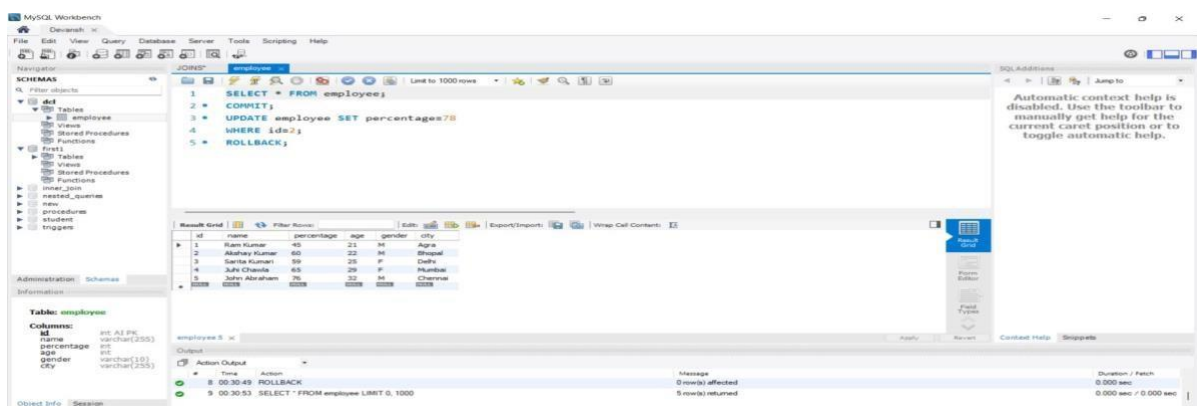 MySQL Workbench
Devansh ×
File Edit View Query Database Server Tools Scripting Help
Navigator
SCHEMAS
Filter objects
dcl
Tables
employee
Views
Stored Procedures
Functions
first1
Tables
Views
Stored Procedures
Functions
inner_join
nested_queries
new
procedures
student
triggers
Administration Schemas
Information
Table: employee
Columns:
id int AI PK
name varchar(255)
percentage int
age int
gender varchar(10)
city varchar(255)
Object Info Session
JOINS* employee ×
Limit to 1000 rows
1 SELECT * FROM employee;
2 COMMIT;
3 UPDATE employee SET percentage=78
4 WHERE id=2;
5 ROLLBACK;
Result Grid Filter Rows: Edit: Export/Import: Wrap Cell Content:
id name percentage age gender city
1 Ram Kumar 45 21 M Agra
2 Akshay Kumar 60 22 M Bhopal
3 Sarita Kumari 59 25 F Delhi
4 Juhi Chawla 65 29 F Mumbai
5 John Abraham 76 32 M Chennai
NULL NULL NULL NULL NULL NULL
Result Grid
Form Editor
Field Types
employee 5 ×
Apply Revert
Output
Action Output
# Time Action Message Duration / Fetch
8 00:30:49 ROLLBACK 0 row(s) affected 0.000 sec
9 00:30:53 SELECT * FROM employee LIMIT 0, 1000 5 row(s) returned 0.000 sec / 0.000 sec
SQLAdditions
Jump to
Automatic context help is
disabled. Use the toolbar to
manually get help for the
current caret position or to
toggle automatic help.
Context Help Snippets